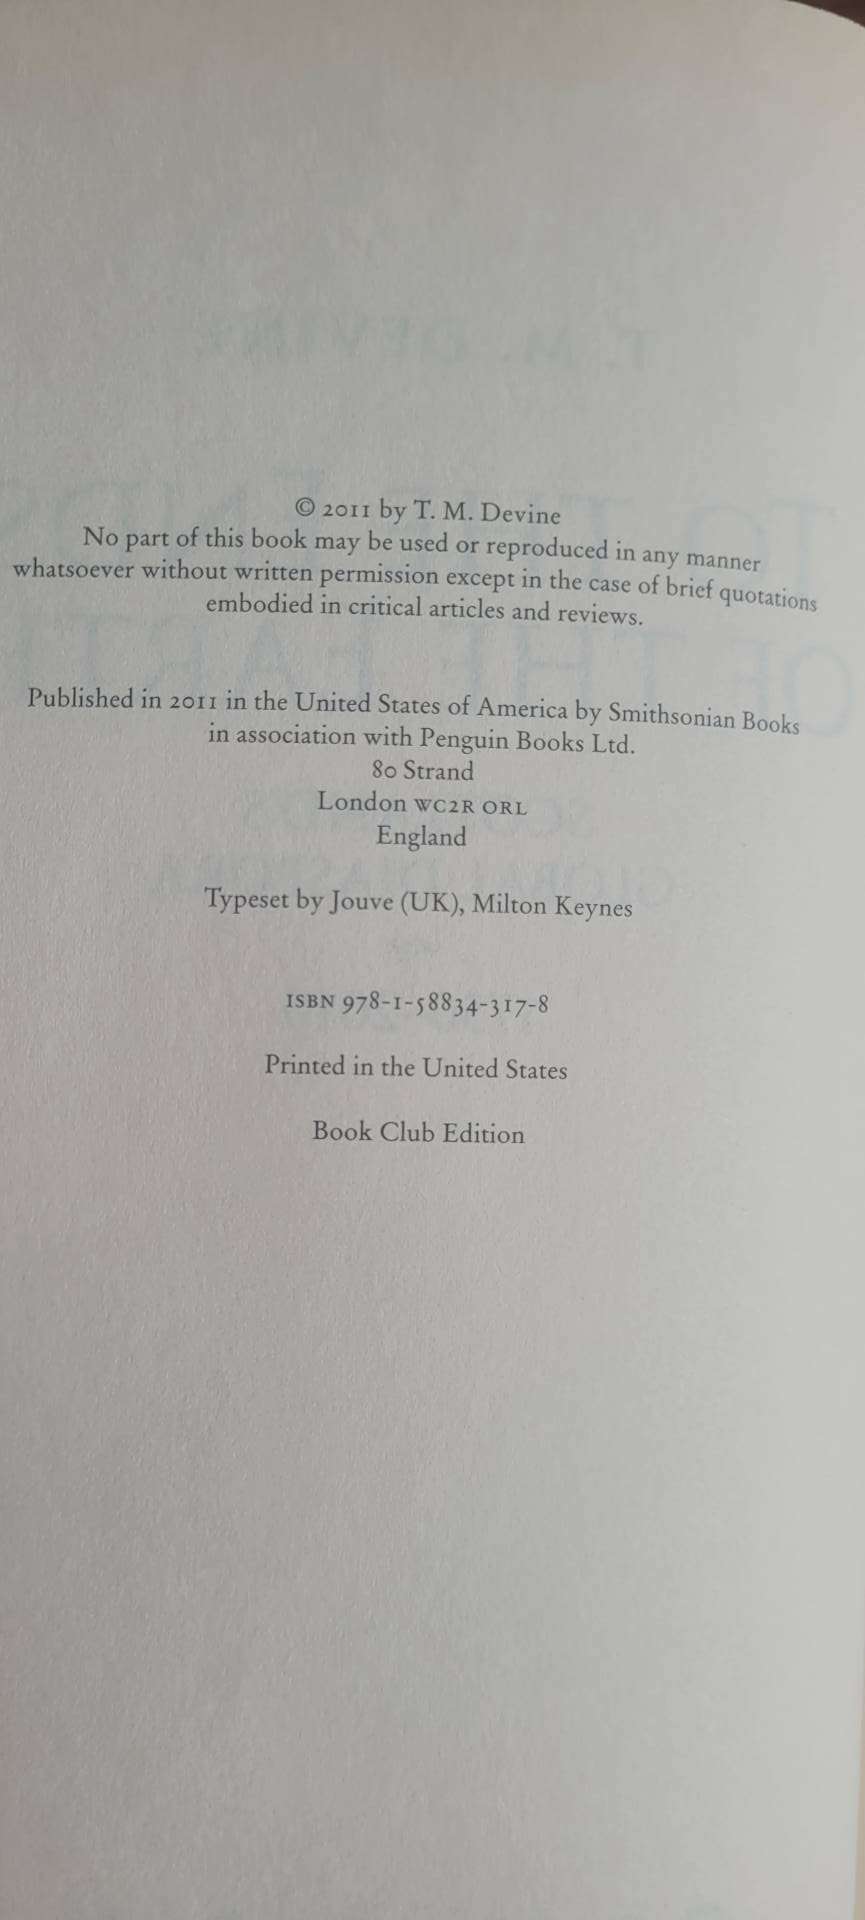 © 2011 by T. M. Devine
No part of this book may be used or reproduced in any manner
whatsoever without written permission except in the case of brief quotations
embodied in critical articles and reviews.
Published in 2011 in the United States of America by Smithsonian Books
in association with Penguin Books Ltd.
80 Strand
London WC2R ORL
England
Typeset by Jouve (UK), Milton Keynes
ISBN 978-1-58834-317-8
Printed in the United States
Book Club Edition